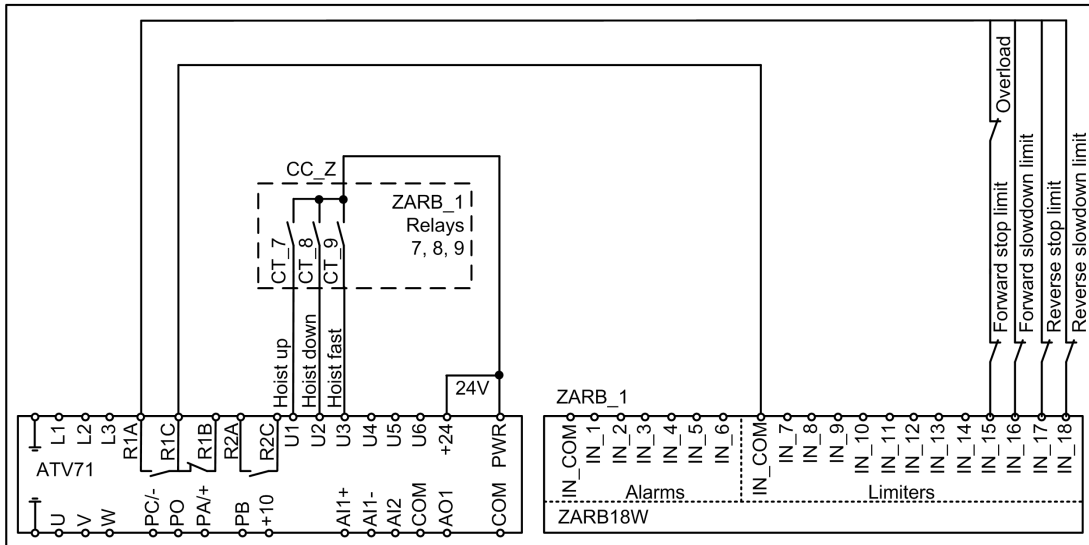 Overload
Forward stop limit
Forward slowdown limit
Reverse stop limit
Reverse slowdown limit
CC_Z
ZARB_1
Relays
7, 8, 9
CT_7
CT_8
CT_9
Hoist up
Hoist down
Hoist fast
24V
L1
L2
L3
R1A
R1C
R1B
R2A
R2C
U1
U2
U3
U4
U5
U6
+24
PWR
ATV71
U
V
W
PC/-
PO
PA/+
PB
+10
AI1+
AI1-
AI2
COM
AO1
COM
ZARB_1
IN_COM
IN_1
IN_2
IN_3
IN_4
IN_5
IN_6
IN_COM
IN_7
IN_8
IN_9
IN_10
IN_11
IN_12
IN_13
IN_14
IN_15
IN_16
IN_17
IN_18
Alarms
Limiters
ZARB18W